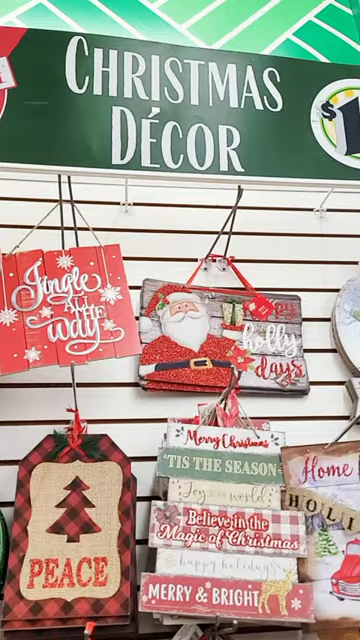 CHRISTMAS
DÉCOR
$1
Jingle
ALL THE
way
holly
days
Merry Christmas
'TIS THE SEASON
Joy to the world
Believe in the
Magic of Christmas
happy holidays
MERRY & BRIGHT
PEACE
Home